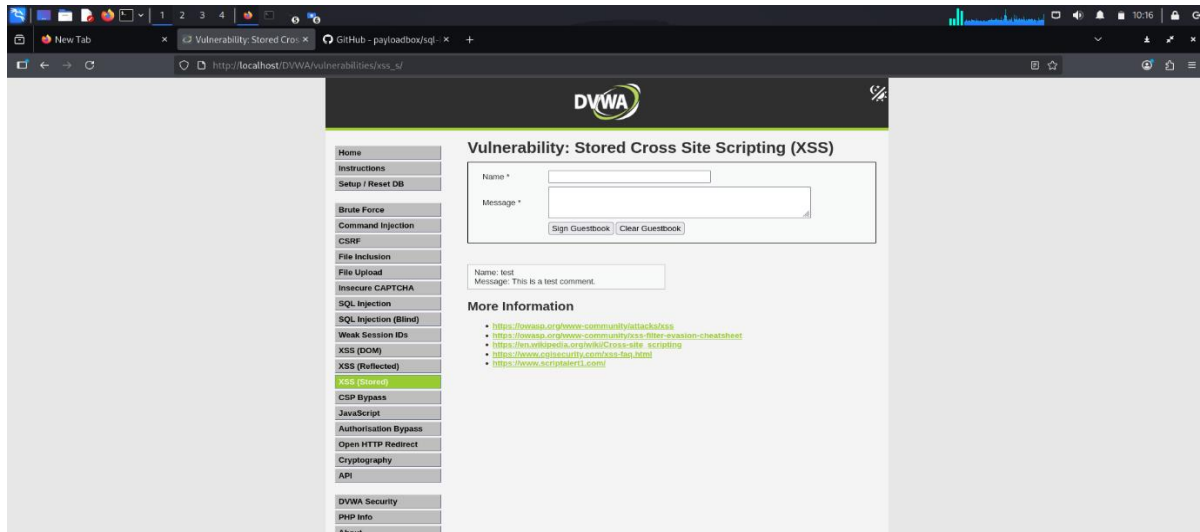 1 2 3 4 10:16
New Tab Vulnerability: Stored Cros GitHub - payloadbox/sql-
http://localhost/DVWA/vulnerabilities/xss_s/
DVWA
Home
Instructions
Setup / Reset DB
Brute Force
Command Injection
CSRF
File Inclusion
File Upload
Insecure CAPTCHA
SQL Injection
SQL Injection (Blind)
Weak Session IDs
XSS (DOM)
XSS (Reflected)
XSS (Stored)
CSP Bypass
JavaScript
Authorisation Bypass
Open HTTP Redirect
Cryptography
API
DVWA Security
PHP Info
About
Vulnerability: Stored Cross Site Scripting (XSS)
Name *
Message *
Sign Guestbook Clear Guestbook
Name: test
Message: This is a test comment.
More Information
https://owasp.org/www-community/attacks/xss
https://owasp.org/www-community/xss-filter-evasion-cheatsheet
https://en.wikipedia.org/wiki/Cross-site_scripting
https://www.cgisecurity.com/xss-faq.html
https://www.scriptalert1.com/